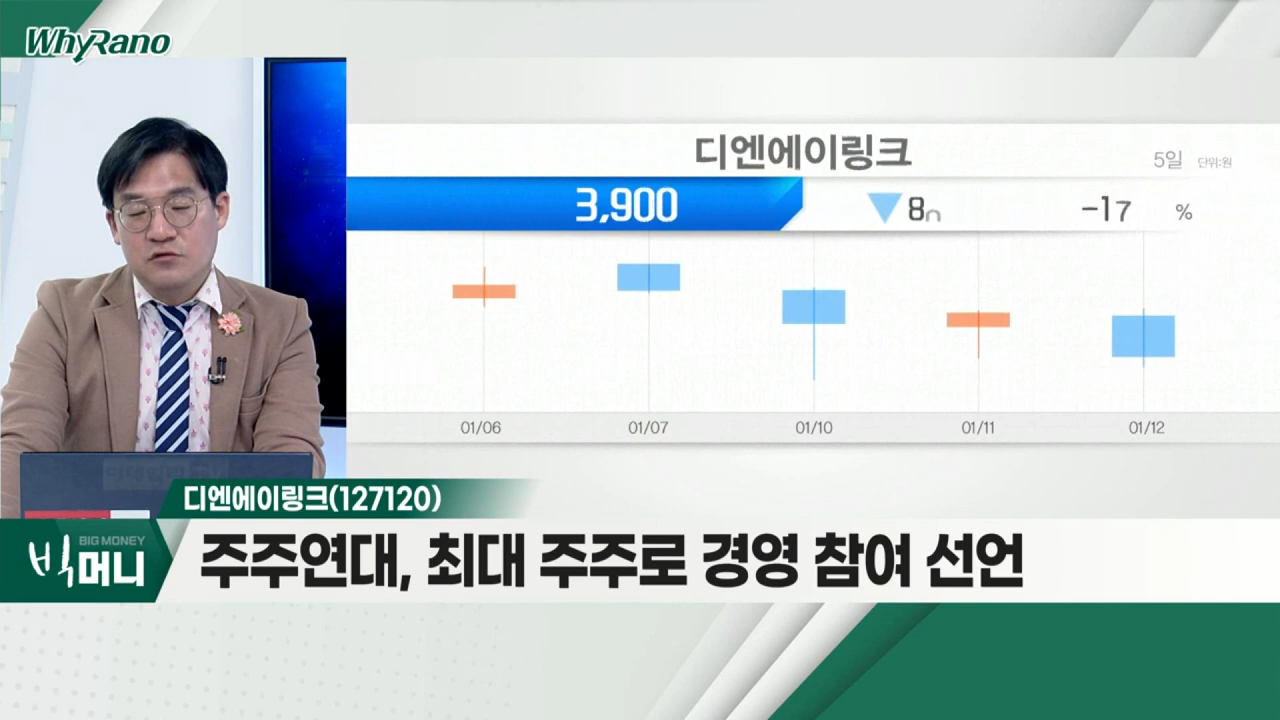 WhyRano
디엔에이링크
5일 단위:원
3,900 ▼8 -17 %
01/06 01/07 01/10 01/11 01/12
디엔에이링크(127120)
BIG MONEY
빅머니
주주연대, 최대 주주로 경영 참여 선언